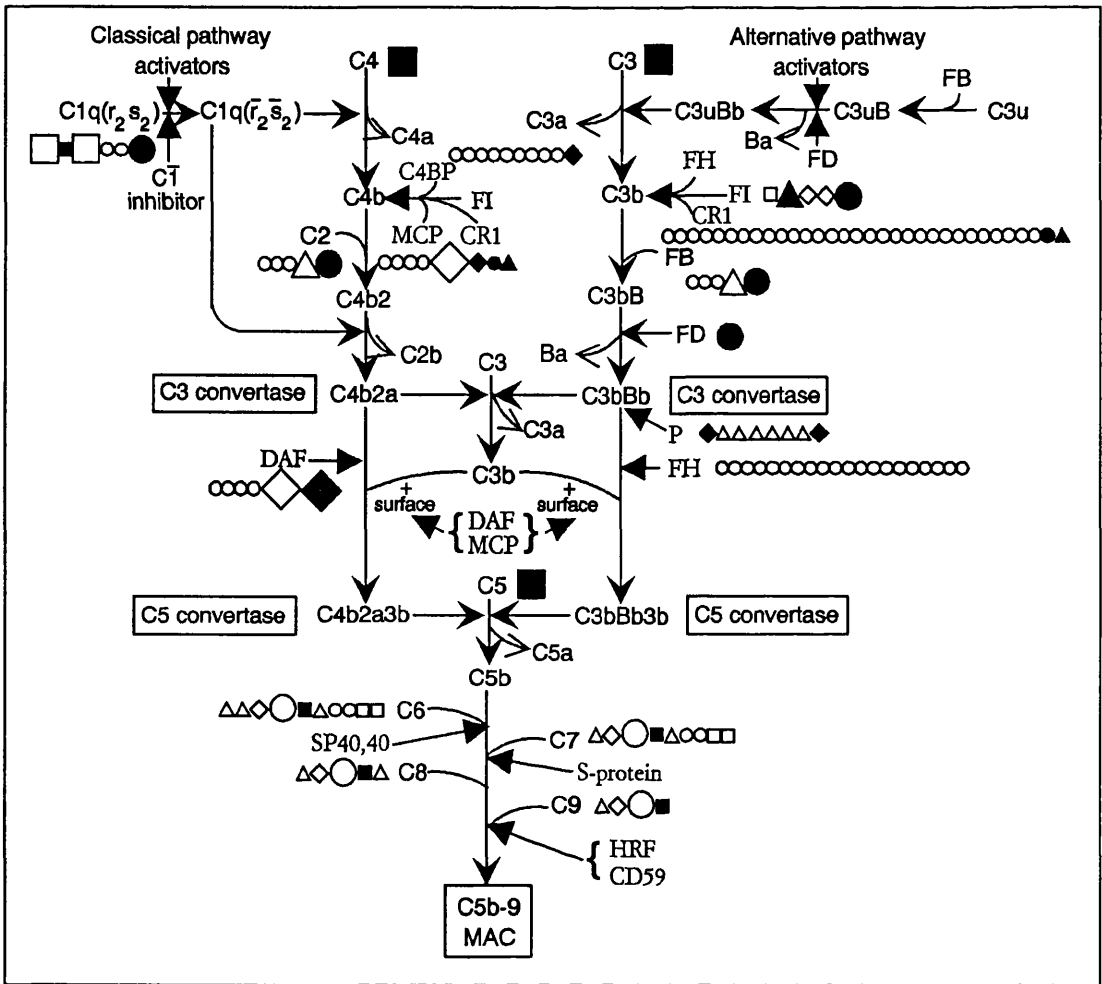 Classical pathway
activators
C4
C3
Alternative pathway
activators
C1q(r2s2)
C1q(r̄2s̄2)
C3a
C3uBb
C3uB
FB
C3u
C4a
Ba
FD
C1̄
inhibitor
C4BP
C4b
FI
MCP
CR1
FH
C3b
FI
CR1
C2
FB
C4b2
C3bB
C2b
C3
Ba
FD
C3 convertase
C4b2a
C3bBb
C3 convertase
C3a
P
DAF
C3b
FH
+
surface
+
surface
{ DAF }
MCP
C5
C5 convertase
C4b2a3b
C3bBb3b
C5 convertase
C5a
C5b
C6
SP40,40
C7
C8
S-protein
C9
{ HRF
CD59
C5b-9
MAC